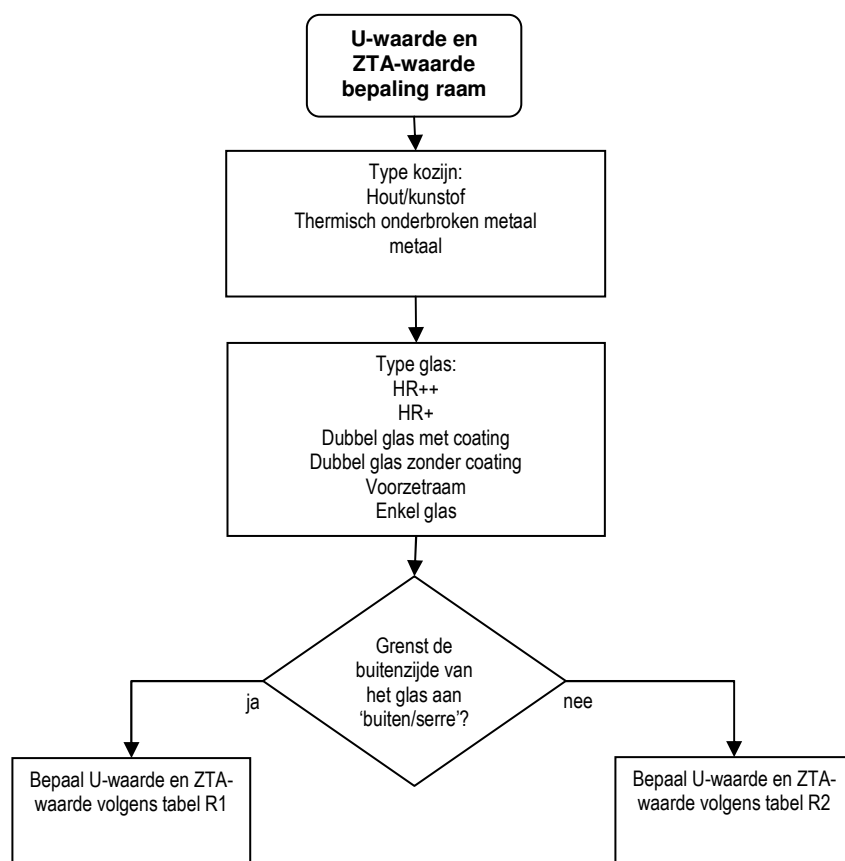 U-waarde en
ZTA-waarde
bepaling raam
Type kozijn:
Hout/kunstof
Thermisch onderbroken metaal
metaal
Type glas:
HR++
HR+
Dubbel glas met coating
Dubbel glas zonder coating
Voorzetraam
Enkel glas
Grenst de
buitenzijde van
het glas aan
‘buiten/serre’?
ja
nee
Bepaal U-waarde en ZTA-
waarde volgens tabel R1
Bepaal U-waarde en ZTA-
waarde volgens tabel R2